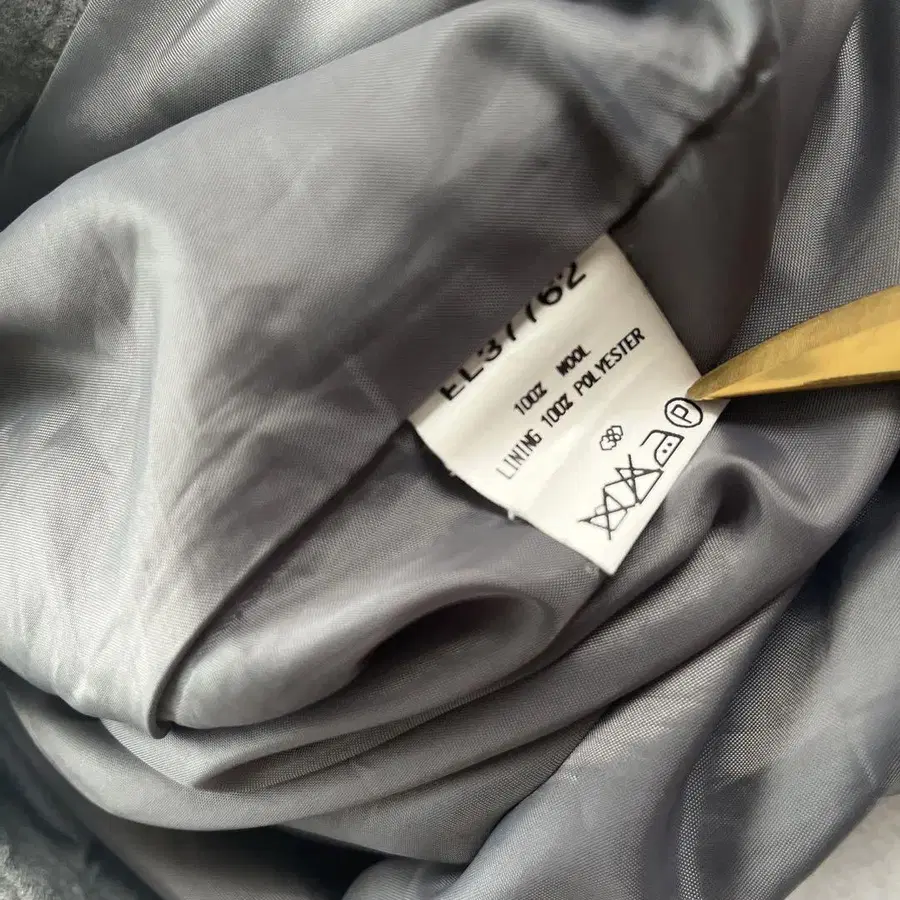 EL37762
100% WOOL
LINING 100% POLYESTER
P